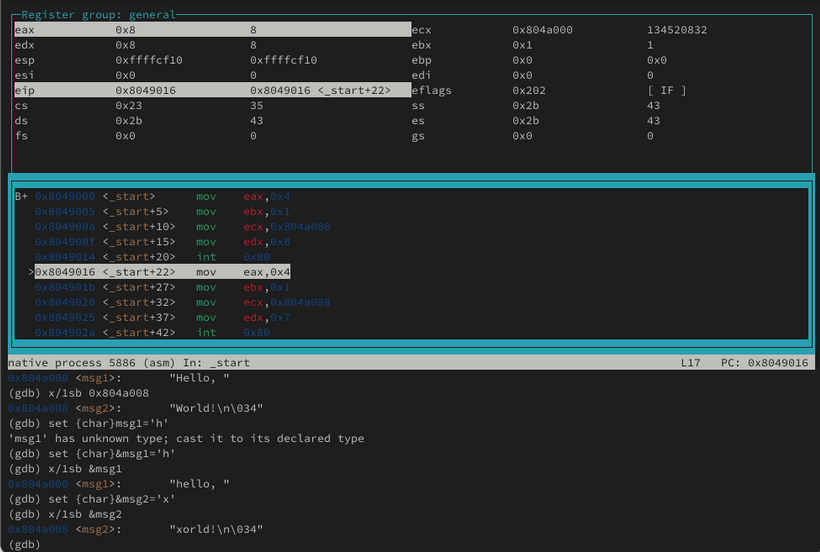 Register group: general
eax 0x8 8 ecx 0x804a000 134520832
edx 0x8 8 ebx 0x1 1
esp 0xffffcf10 0xffffcf10 ebp 0x0 0x0
esi 0x0 0 edi 0x0 0
eip 0x8049016 0x8049016 <_start+22> eflags 0x202 [ IF ]
cs 0x23 35 ss 0x2b 43
ds 0x2b 43 es 0x2b 43
fs 0x0 0 gs 0x0 0
B+ 0x8049000 <_start> mov eax,0x4
0x8049005 <_start+5> mov ebx,0x1
0x804900a <_start+10> mov ecx,0x804a000
0x804900f <_start+15> mov edx,0x8
0x8049014 <_start+20> int 0x80
>0x8049016 <_start+22> mov eax,0x4
0x804901b <_start+27> mov ebx,0x1
0x8049020 <_start+32> mov ecx,0x804a008
0x8049025 <_start+37> mov edx,0x7
0x804902a <_start+42> int 0x80
native process 5886 (asm) In: _start L17 PC: 0x8049016
0x804a000 <msg1>: "Hello, "
(gdb) x/1sb 0x804a008
0x804a008 <msg2>: "World!\n\034"
(gdb) set {char}msg1='h'
'msg1' has unknown type; cast it to its declared type
(gdb) set {char}&msg1='h'
(gdb) x/1sb &msg1
0x804a000 <msg1>: "hello, "
(gdb) set {char}&msg2='x'
(gdb) x/1sb &msg2
0x804a008 <msg2>: "xorld!\n\034"
(gdb)